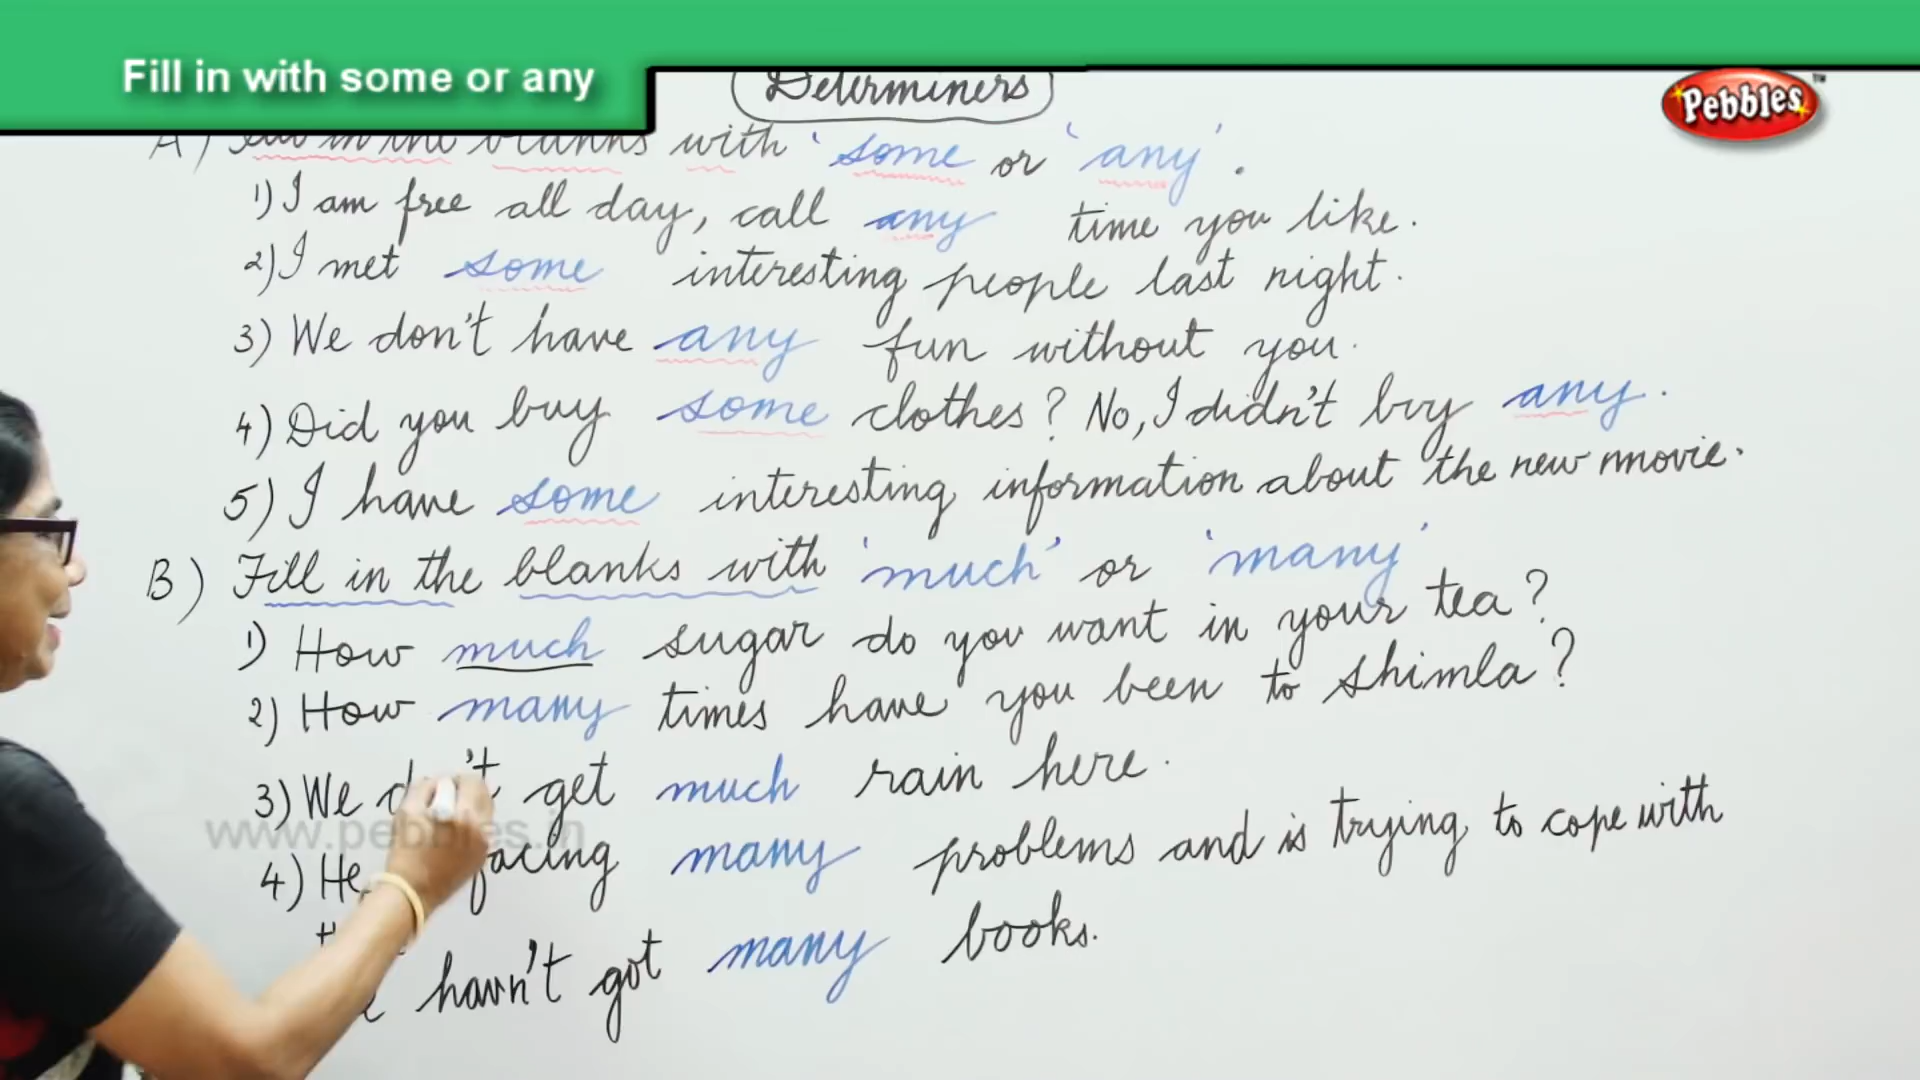 Fill in with some or any
Pebbles™
Determiners
A) Fill in the blanks with 'some' or 'any'.
1) I am free all day, call any time you like.
2) I met some interesting people last night.
3) We don't have any fun without you.
4) Did you buy some clothes? No, I didn't buy any.
5) I have some interesting information about the new movie.
B) Fill in the blanks with 'much' or 'many'
1) How much sugar do you want in your tea?
2) How many times have you been to Shimla?
3) We don't get much rain here.
www.pebbles.in
4) He facing many problems and is trying to cope with
havn't got many books.